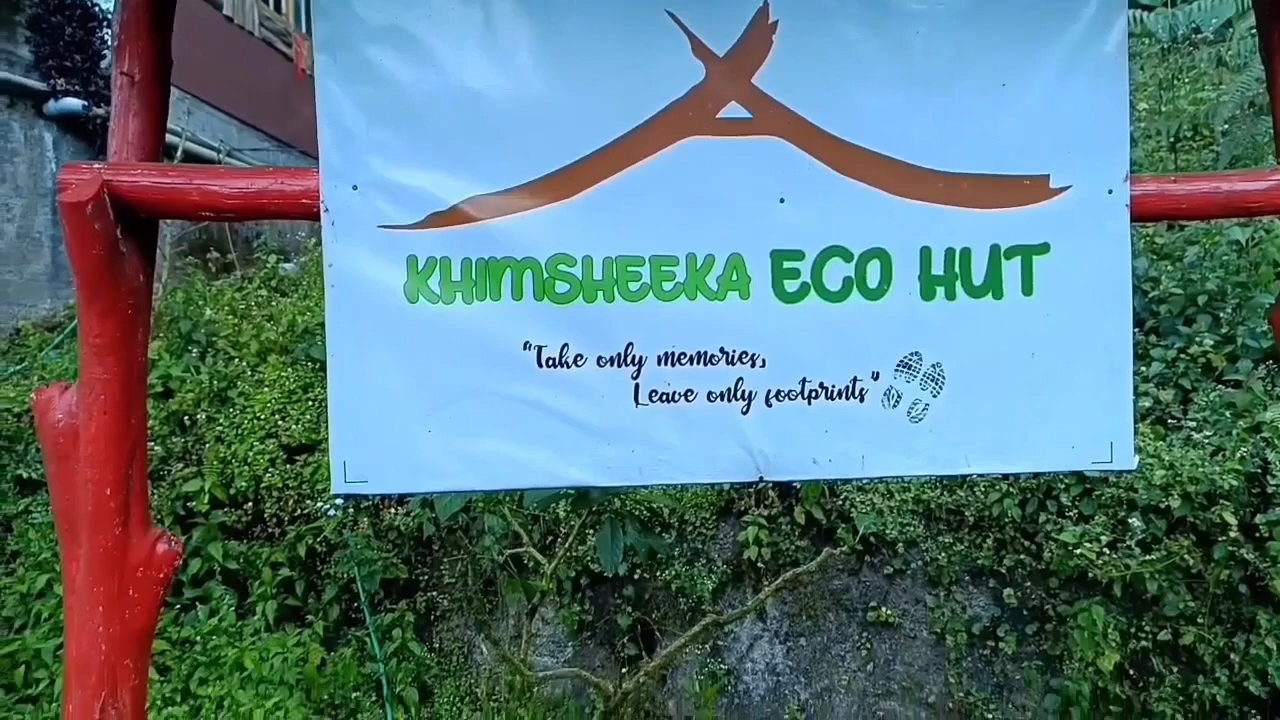 KHIMSHEEKA ECO HUT
"Take only memories,
Leave only footprints"